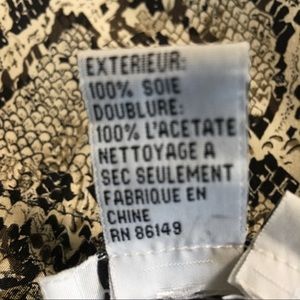 EXTERIEUR:
100% SOIE
DOUBLURE:
100% L'ACETATE
NETTOYAGE A
SEC SEULEMENT
FABRIQUE EN
CHINE
RN 86149